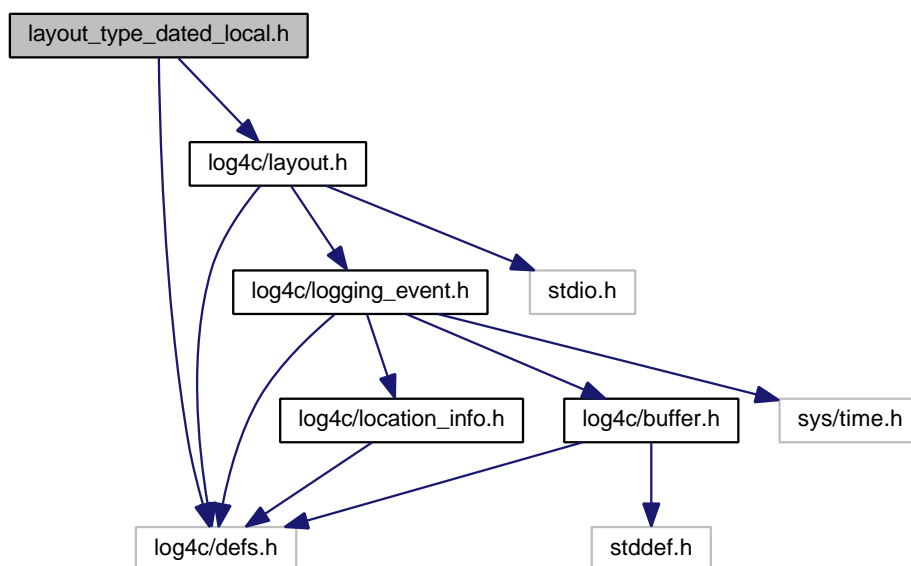 layout_type_dated_local.h
log4c/layout.h
log4c/logging_event.h
stdio.h
log4c/location_info.h
log4c/buffer.h
sys/time.h
log4c/defs.h
stddef.h